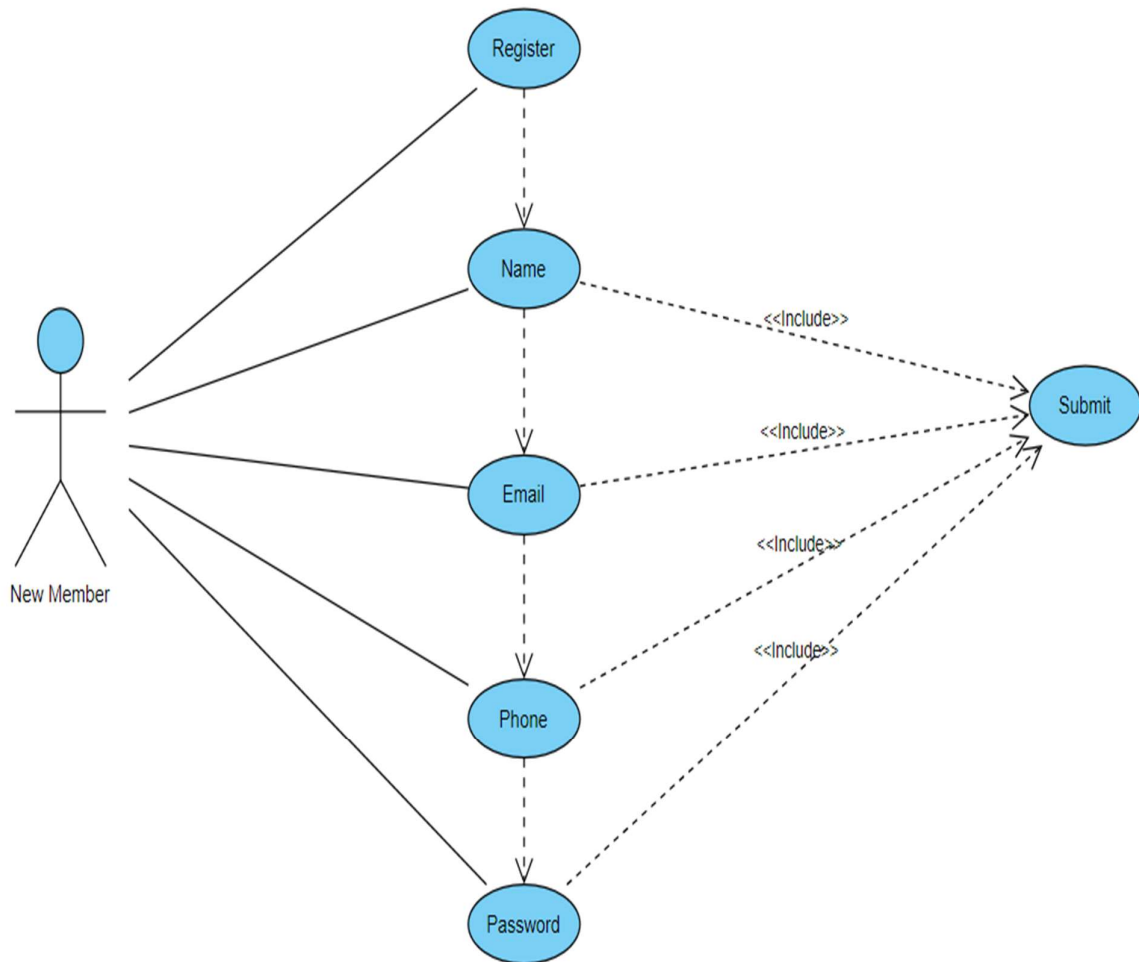 Register
Name
<<Include>>
Submit
<<Include>>
Email
<<Include>>
New Member
<<Include>>
Phone
Password